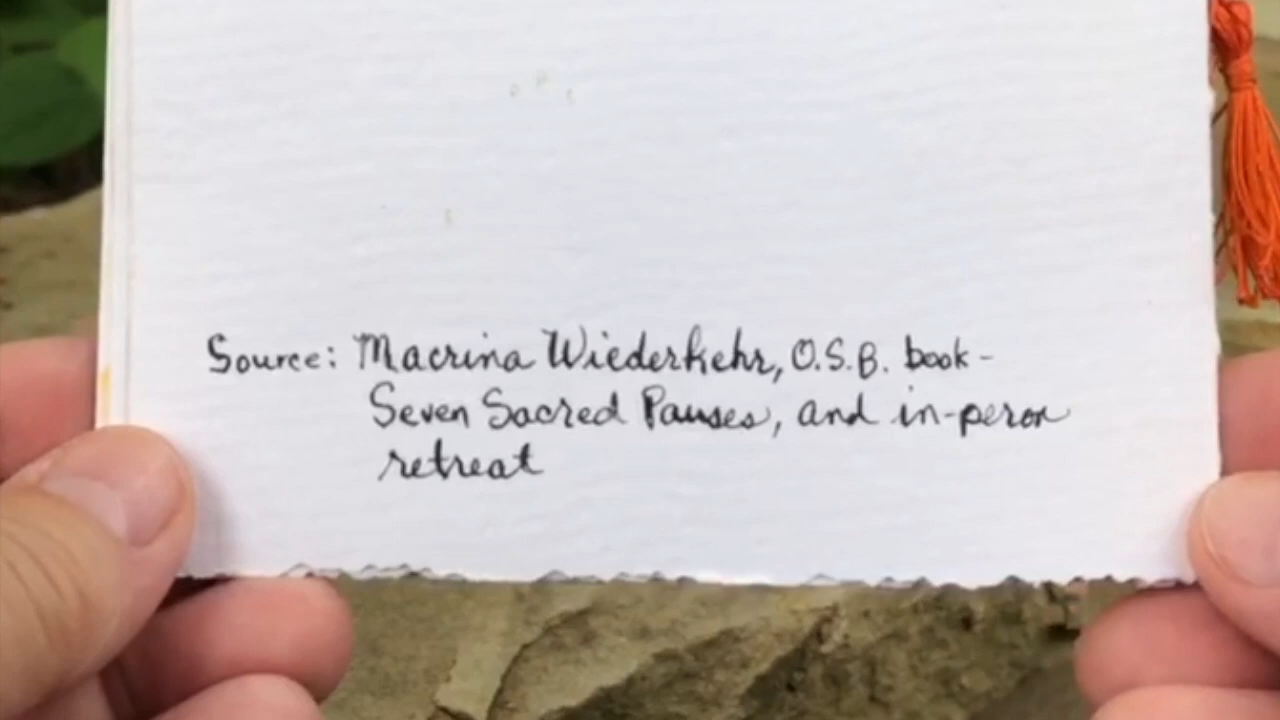 Source: Macrina Wiederkehr, O.S.B. book-
Seven Sacred Pauses, and in-peron
retreat